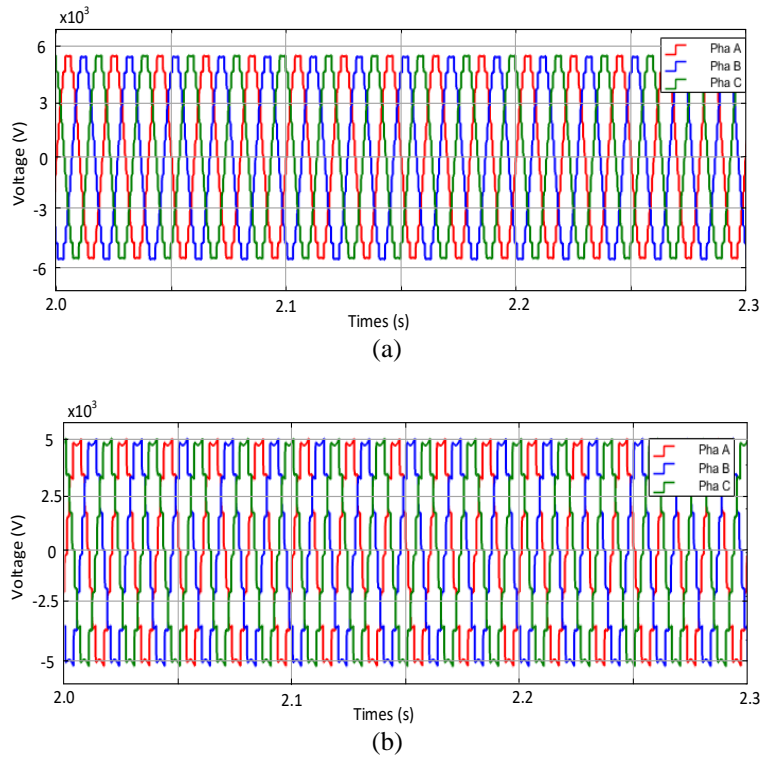 x10³
Voltage (V)
6
3
0
-3
-6
Pha A
Pha B
Pha C
2.0 2.1 2.2 2.3
Times (s)
(a)
x10³
Voltage (V)
5
2.5
0
-2.5
-5
Pha A
Pha B
Pha C
2.0 2.1 2.2 2.3
Times (s)
(b)